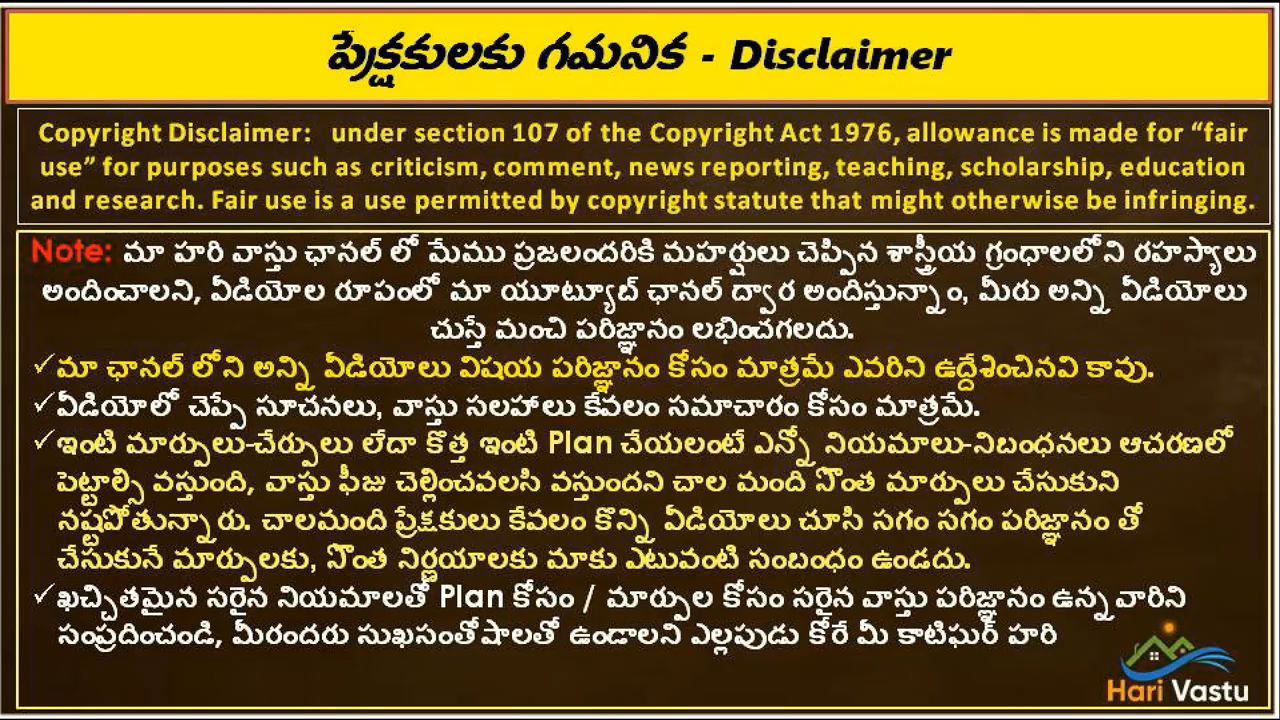 ప్రేక్షకులకు గమనిక - Disclaimer
Copyright Disclaimer: under section 107 of the Copyright Act 1976, allowance is made for “fair
use” for purposes such as criticism, comment, news reporting, teaching, scholarship, education
and research. Fair use is a use permitted by copyright statute that might otherwise be infringing.
Note: మా హరి వాస్తు ఛానల్ లో మేము ప్రజలందరికి మహర్షులు చెప్పిన శాస్త్రీయ గ్రంధాలలోని రహస్యాలు
అందించాలని, వీడియోల రూపంలో మా యూట్యూబ్ ఛానల్ ద్వార అందిస్తున్నాం, మీరు అన్ని వీడియోలు
చుస్తే మంచి పరిజ్ఞానం లభించగలదు.
✓మా ఛానల్ లోని అన్ని వీడియోలు విషయ పరిజ్ఞానం కోసం మాత్రమే ఎవరిని ఉద్దేశించినవి కావు.
✓వీడియోలో చెప్పే సూచనలు, వాస్తు సలహాలు కేవలం సమాచారం కోసం మాత్రమే.
✓ఇంటి మార్పులు-చేర్పులు లేదా కొత్త ఇంటి Plan చేయలంటే ఎన్నో నియమాలు-నిబంధనలు ఆచరణలో
పెట్టాల్సి వస్తుంది, వాస్తు ఫీజు చెల్లించవలసి వస్తుందని చాల మంది సొంత మార్పులు చేసుకుని
నష్టపోతున్నారు. చాలమంది ప్రేక్షకులు కేవలం కొన్ని వీడియోలు చూసి సగం సగం పరిజ్ఞానం తో
చేసుకునే మార్పులకు, సొంత నిర్ణయాలకు మాకు ఎటువంటి సంబంధం ఉండదు.
✓ఖచ్చితమైన సరైన నియమాలతో Plan కోసం / మార్పుల కోసం సరైన వాస్తు పరిజ్ఞానం ఉన్నవారిని
సంప్రదించండి, మీరందరు సుఖసంతోషాలతో ఉండాలని ఎల్లపుడు కోరే మీ కాటిఘర్ హరి
Hari Vastu